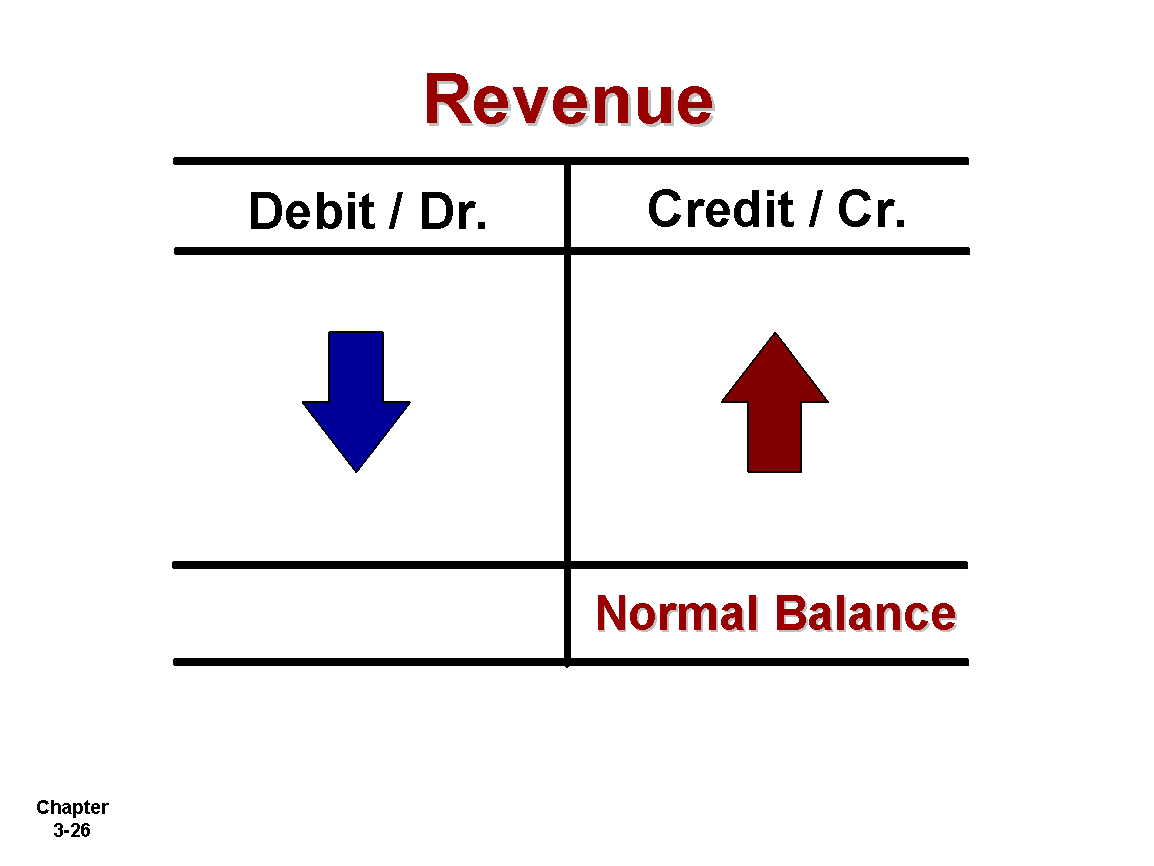 Revenue
Debit / Dr.
Credit / Cr.
Normal Balance
Chapter
3-26